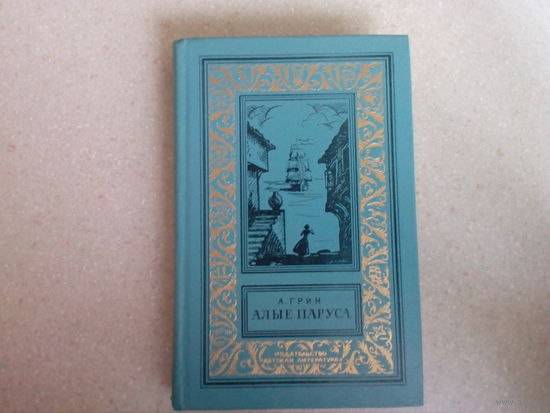 А. ГРИН
АЛЫЕ ПАРУСА
ИЗДАТЕЛЬСТВО
"ДЕТСКАЯ ЛИТЕРАТУРА"